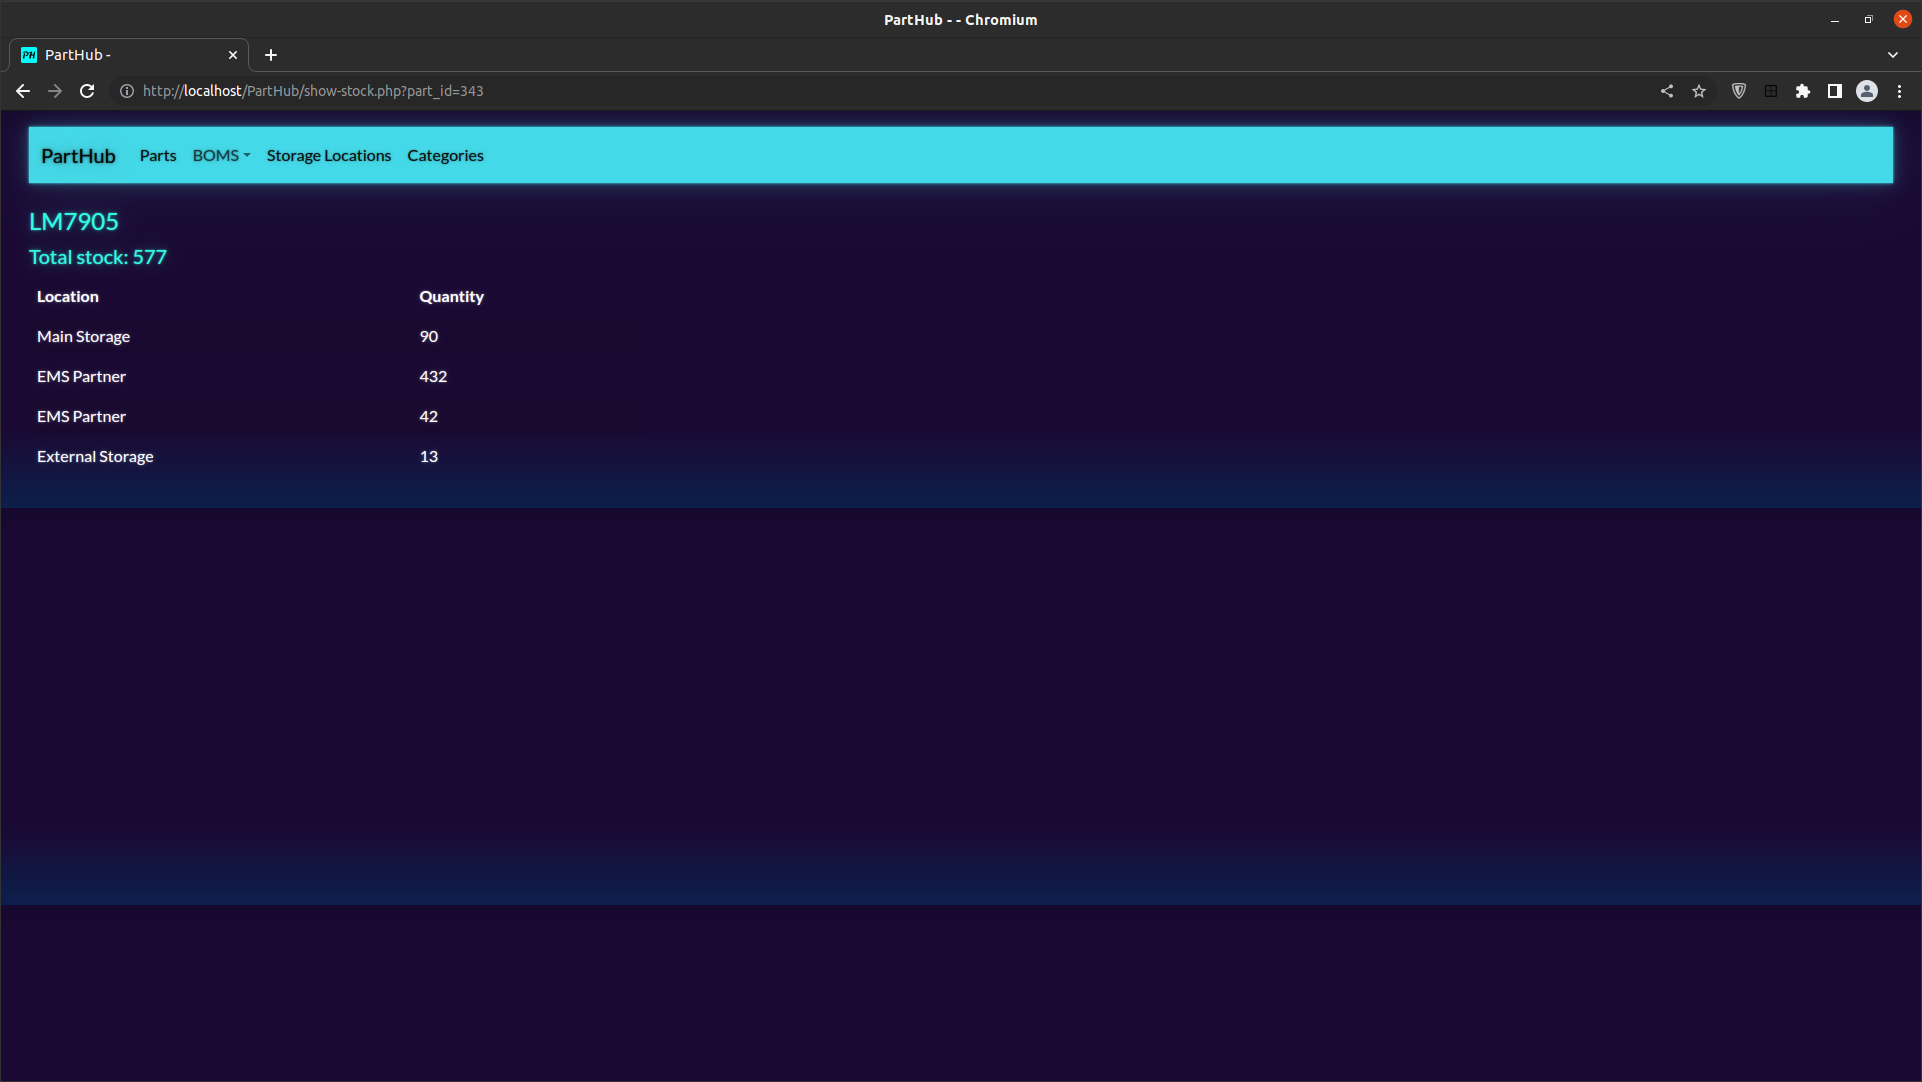 PartHub - - Chromium
PH PartHub -
http://localhost/PartHub/show-stock.php?part_id=343
PartHub Parts BOMS Storage Locations Categories
LM7905
Total stock: 577
Location Quantity
Main Storage 90
EMS Partner 432
EMS Partner 42
External Storage 13